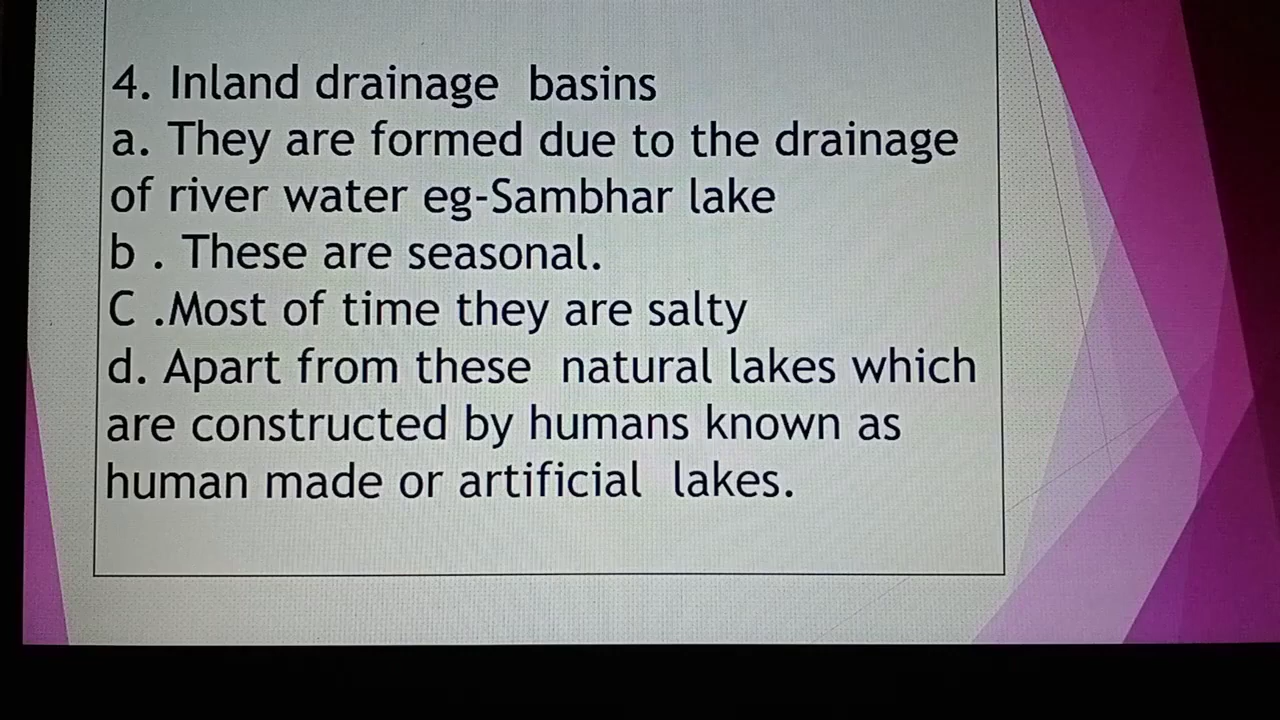 4. Inland drainage basins
a. They are formed due to the drainage
of river water eg-Sambhar lake
b . These are seasonal.
C .Most of time they are salty
d. Apart from these natural lakes which
are constructed by humans known as
human made or artificial lakes.